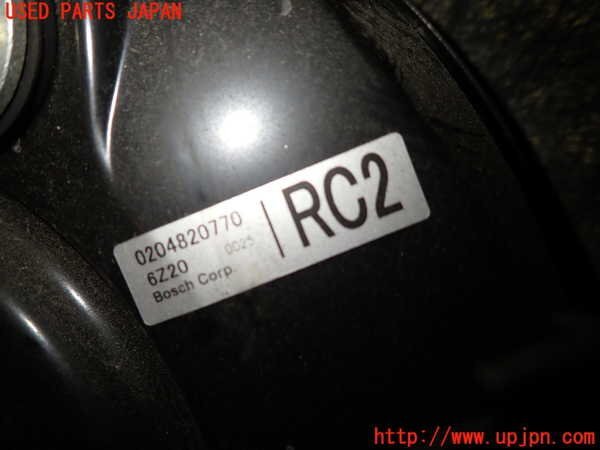 USED PARTS JAPAN
0204820770
6Z20 0025
Bosch Corp.
RC2
http://www.upjpn.com/